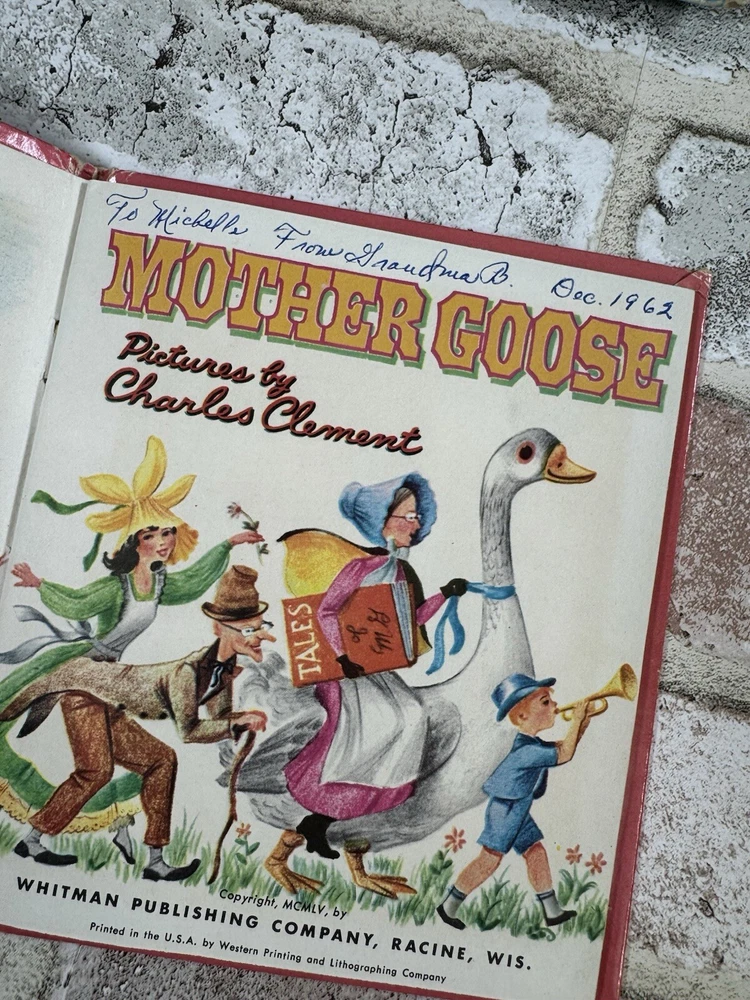 To Michelle From Grandma B. Dec. 1962
MOTHER GOOSE
Pictures by
Charles Clement
TALES
of
M G
Copyright, MCMLV, by
WHITMAN PUBLISHING COMPANY, RACINE, WIS.
Printed in the U.S.A. by Western Printing and Lithographing Company